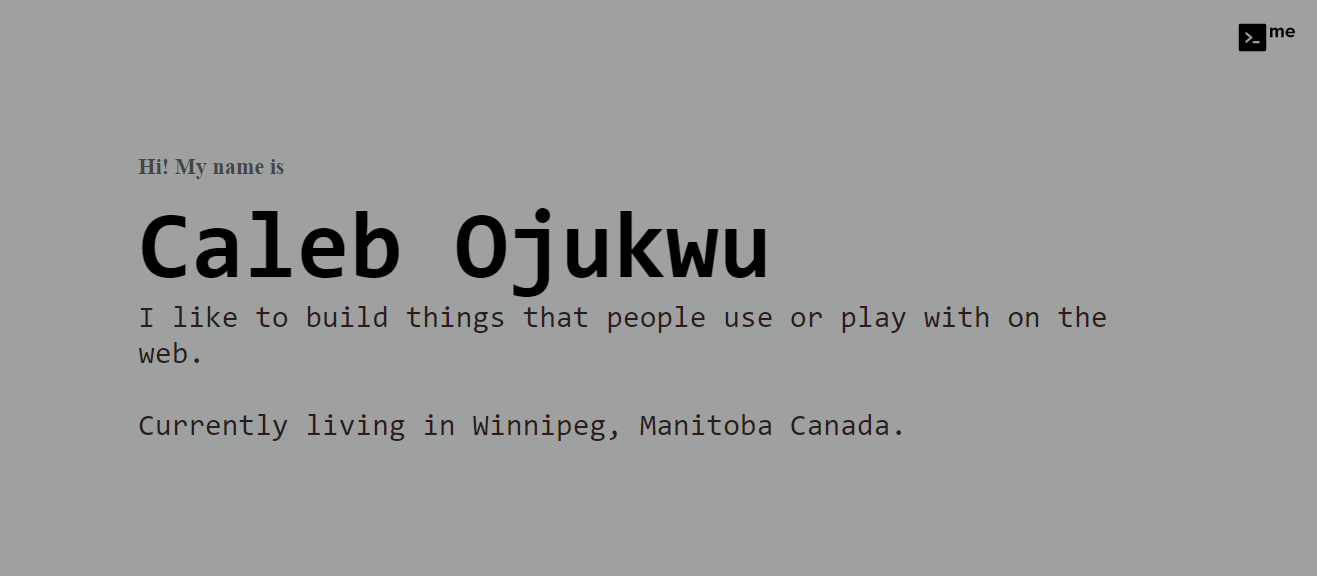 >_ me
Hi! My name is
Caleb Ojukwu
I like to build things that people use or play with on the
web.
Currently living in Winnipeg, Manitoba Canada.